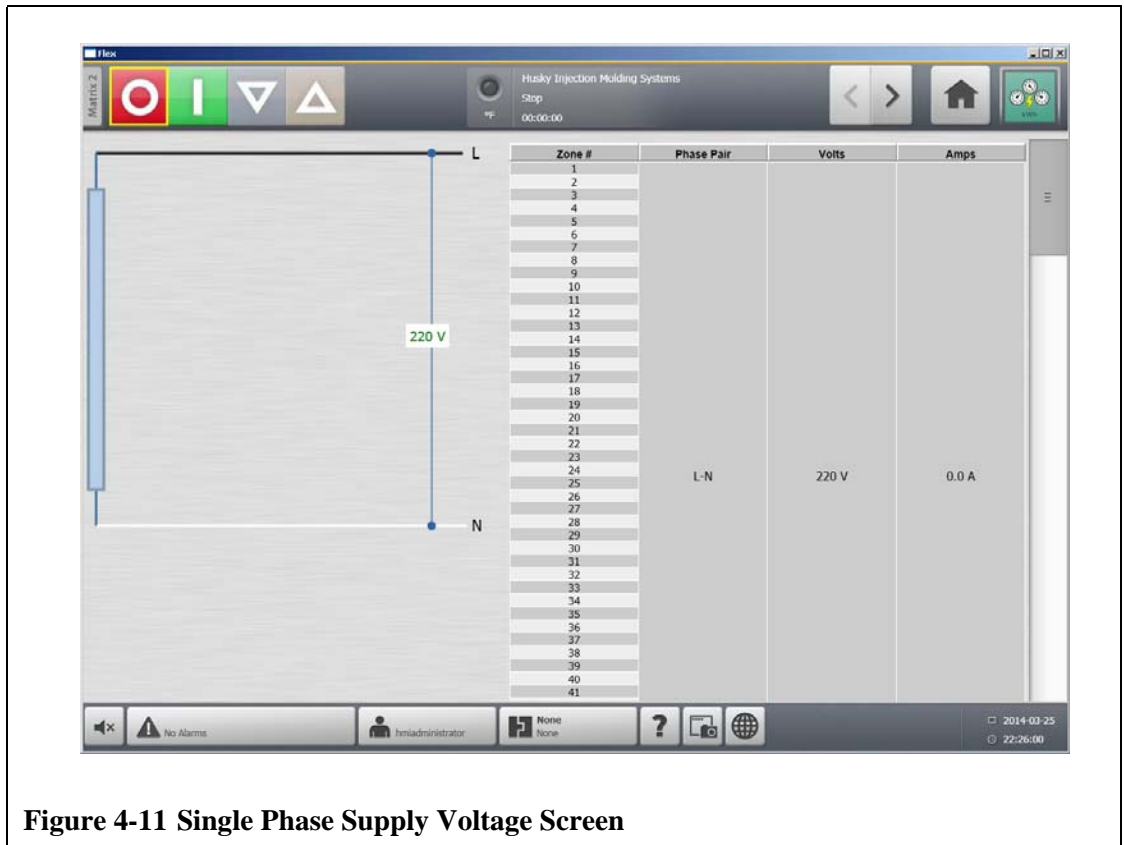 Flex
Matrix 2
°F
Husky Injection Molding Systems
Stop
00:00:00
kWh
L
220 V
N
Zone # Phase Pair Volts Amps
1
2
3
4
5
6
7
8
9
10
11
12
13
14
15
16
17
18
19
20
21
22
23
24
25
26
27
28
29
30
31
32
33
34
35
36
37
38
39
40
41
L-N 220 V 0.0 A
No Alarms
hmiadministrator
None
None
?
2014-03-25
22:26:00
Figure 4-11 Single Phase Supply Voltage Screen